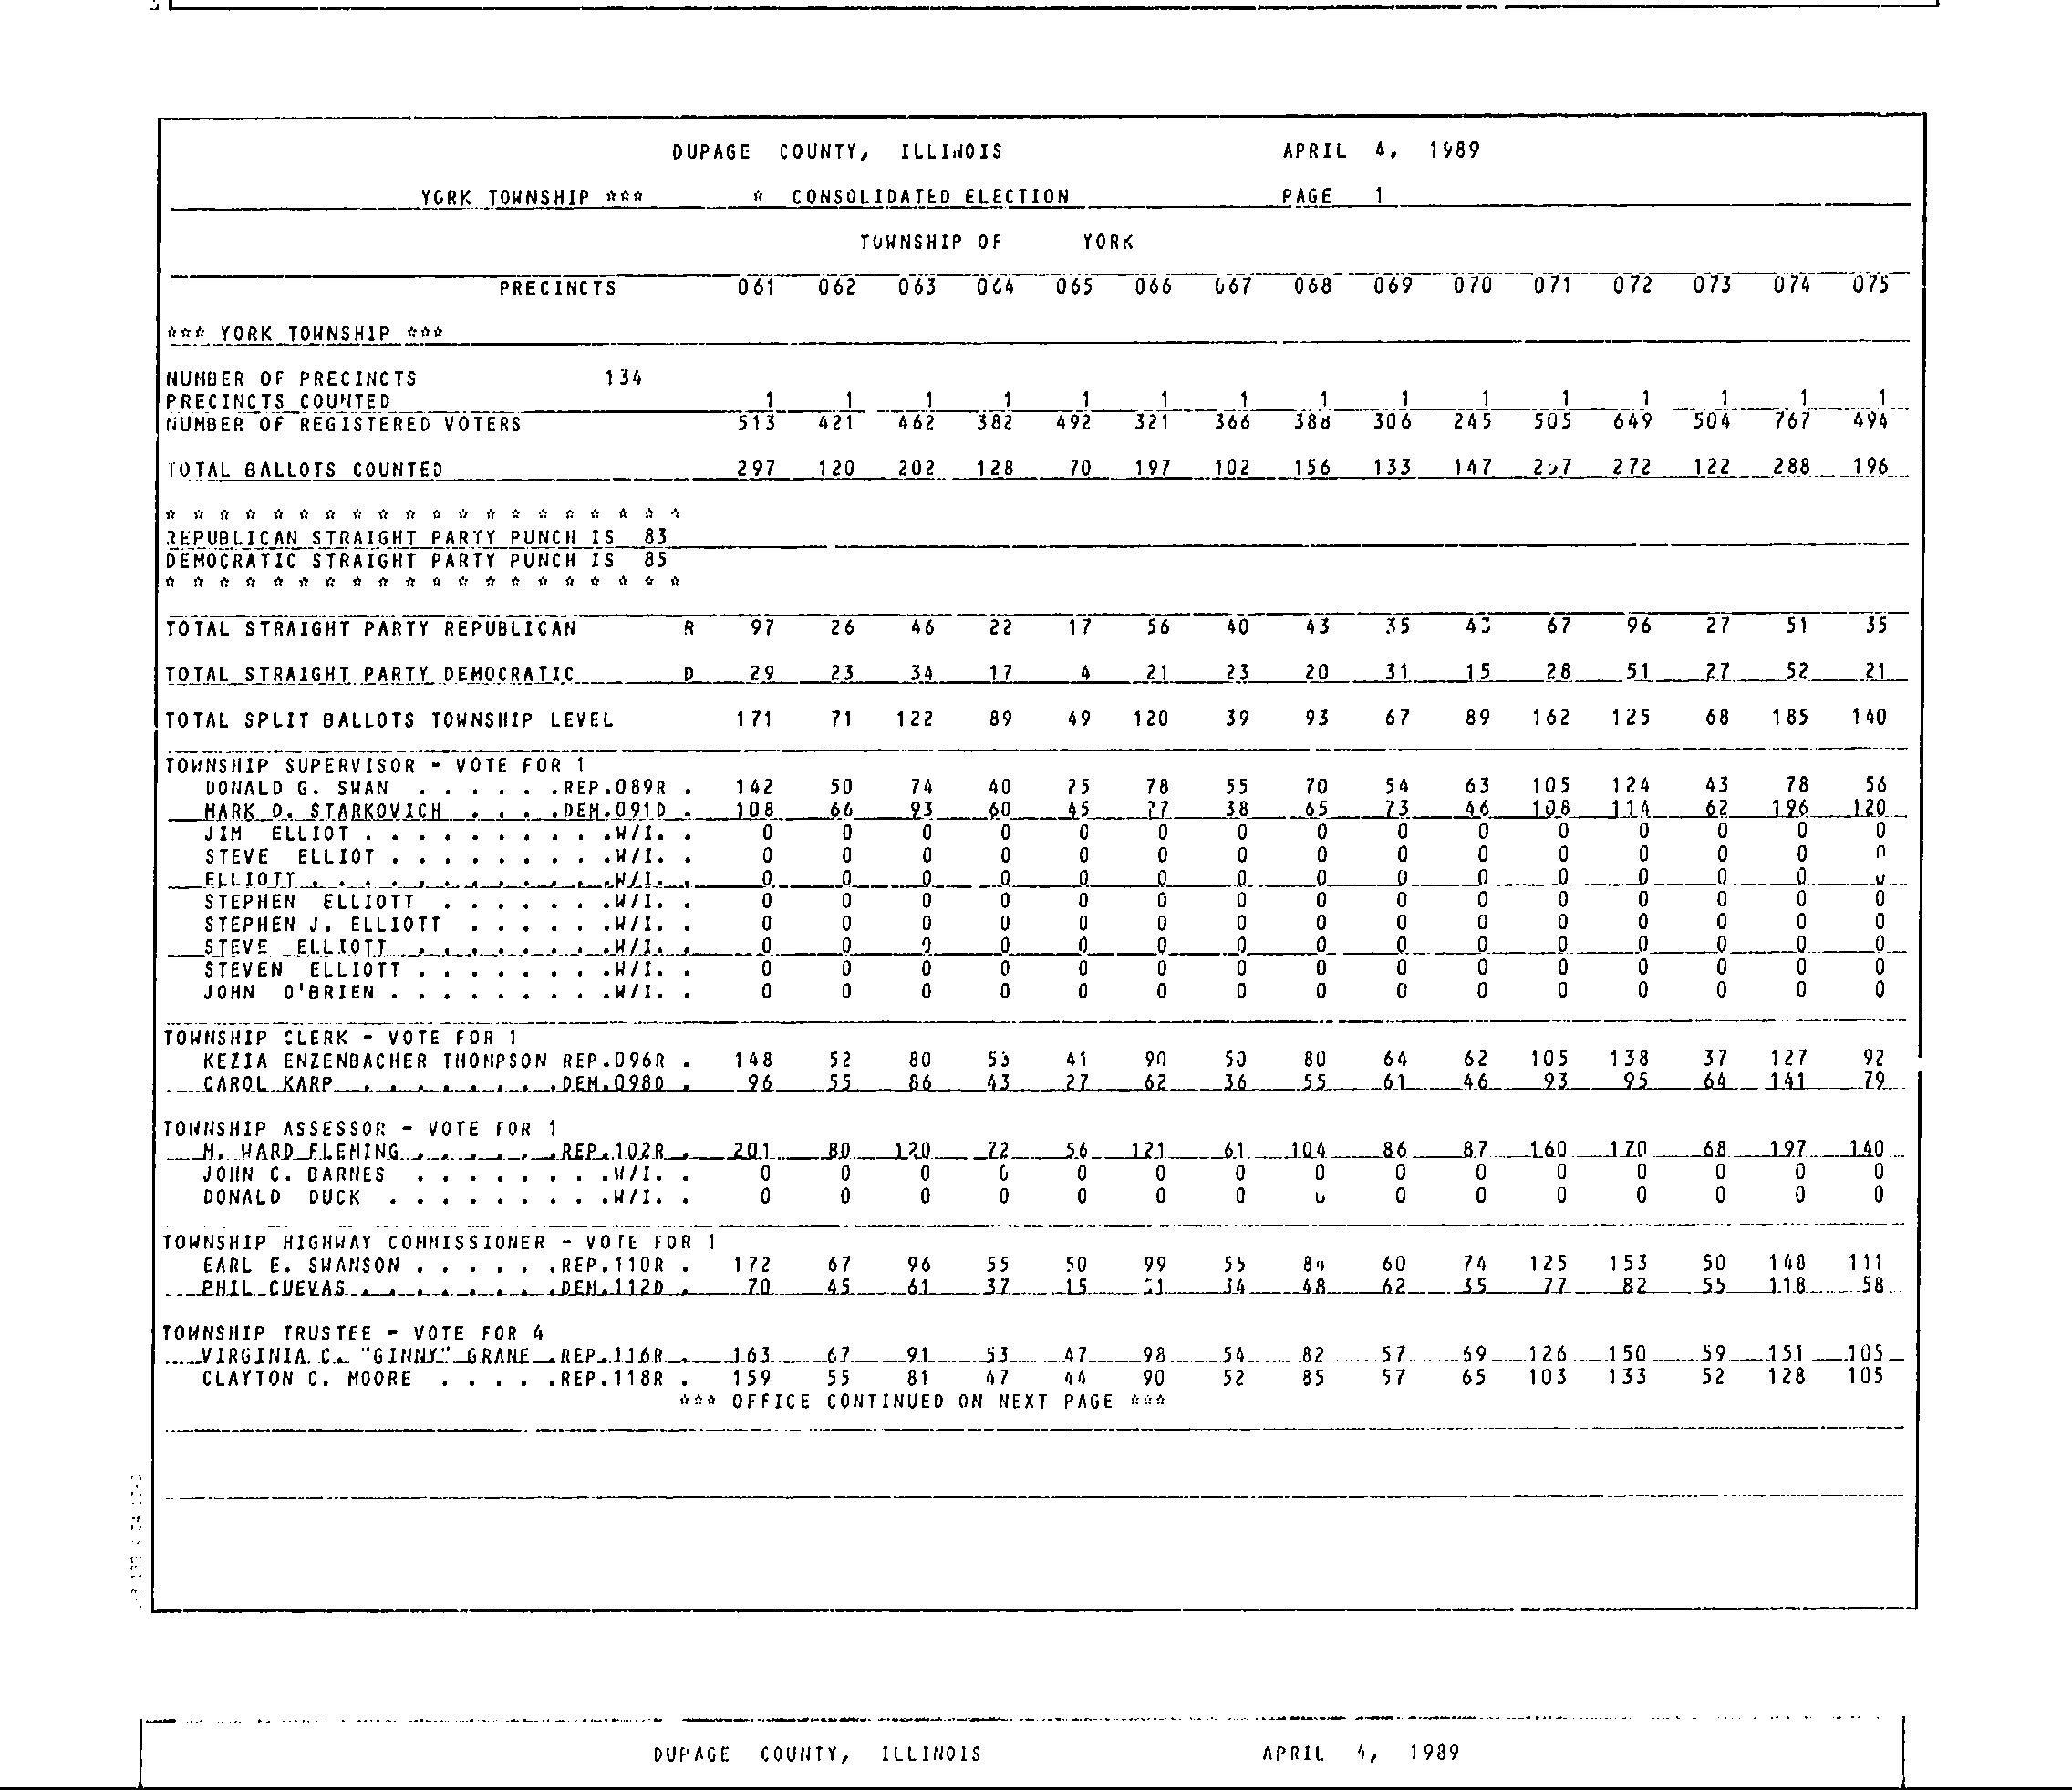 DUPAGE COUNTY, ILLINOIS APRIL 4, 1989
YORK TOWNSHIP *** * CONSOLIDATED ELECTION PAGE 1
TOWNSHIP OF YORK
PRECINCTS 061 062 063 064 065 066 067 068 069 070 071 072 073 074 075
*** YORK TOWNSHIP ***
NUMBER OF PRECINCTS 134
PRECINCTS COUNTED 1 1 1 1 1 1 1 1 1 1 1 1 1 1 1
NUMBER OF REGISTERED VOTERS 513 421 462 382 492 321 366 388 306 245 505 649 504 767 494
TOTAL BALLOTS COUNTED 297 120 202 128 70 197 102 156 133 147 272 122 288 196
* * * * * * * * * * * * * * * * * * * *
REPUBLICAN STRAIGHT PARTY PUNCH IS 83
DEMOCRATIC STRAIGHT PARTY PUNCH IS 85
* * * * * * * * * * * * * * * * * * * *
TOTAL STRAIGHT PARTY REPUBLICAN R 97 26 46 22 17 56 40 43 35 67 96 27 51 35
TOTAL STRAIGHT PARTY DEMOCRATIC D 29 23 34 17 4 21 23 20 31 15 28 51 27 52 21
TOTAL SPLIT BALLOTS TOWNSHIP LEVEL 171 71 122 89 49 120 39 93 67 89 162 125 68 185 140
TOWNSHIP SUPERVISOR - VOTE FOR 1
DONALD G. SWAN . . . . . .REP.089R . 142 50 74 40 25 78 55 70 54 63 105 124 43 78 56
MARK D. STARKOVICH . . . .DEM.091D . 108 66 93 60 45 77 38 65 73 46 108 114 62 196 120
JIM ELLIOT . . . . . . . . . .W/I. . 0 0 0 0 0 0 0 0 0 0 0 0 0 0 0
STEVE ELLIOT . . . . . . . . .W/I. . 0 0 0 0 0 0 0 0 0 0 0 0 0 0 0
ELLIOTT . . . . . . . . . . . .W/I. . 0 0 0 0 0 0 0 0 0 0 0 0 0 0
STEPHEN ELLIOTT . . . . . . .W/I. . 0 0 0 0 0 0 0 0 0 0 0 0 0 0 0
STEPHEN J. ELLIOTT . . . . . .W/I. . 0 0 0 0 0 0 0 0 0 0 0 0 0 0 0
STEVE ELLIOTT . . . . . . . .W/I. . 0 0 0 0 0 0 0 0 0 0 0 0 0 0 0
STEVEN ELLIOTT . . . . . . . .W/I. . 0 0 0 0 0 0 0 0 0 0 0 0 0 0 0
JOHN O'BRIEN . . . . . . . . .W/I. . 0 0 0 0 0 0 0 0 0 0 0 0 0 0 0
TOWNSHIP CLERK - VOTE FOR 1
KEZIA ENZENBACHER THOMPSON REP.096R . 148 52 80 41 90 50 80 64 62 105 138 37 127 92
CAROL KARP . . . . . . . .DEM.098D . 96 55 86 43 27 62 36 55 61 46 93 95 64 141 79
TOWNSHIP ASSESSOR - VOTE FOR 1
M. WARD FLEMING . . . . . .REP.102R . 201 80 120 72 56 121 61 104 86 87 160 170 68 197 140
JOHN C. BARNES . . . . . . . .W/I. . 0 0 0 0 0 0 0 0 0 0 0 0 0 0 0
DONALD DUCK . . . . . . . . .W/I. . 0 0 0 0 0 0 0 0 0 0 0 0 0 0
TOWNSHIP HIGHWAY COMMISSIONER - VOTE FOR 1
EARL E. SWANSON . . . . . .REP.110R . 172 67 96 55 50 99 55 84 60 74 125 153 50 148 111
PHIL CUEVAS . . . . . . . .DEM.112D . 70 45 61 37 15 34 48 62 35 77 82 55 118 58
TOWNSHIP TRUSTEE - VOTE FOR 4
VIRGINIA C. "GINNY" GRANE .REP.116R . 163 67 91 53 47 98 54 82 57 69 126 150 59 151 105
CLAYTON C. MOORE . . . . .REP.118R . 159 55 81 47 44 90 52 85 57 65 103 133 52 128 105
*** OFFICE CONTINUED ON NEXT PAGE ***
DUPAGE COUNTY, ILLINOIS APRIL 4, 1989